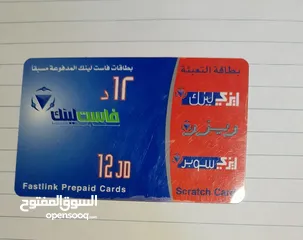 بطاقة التعبئة
بطاقات فاست لينك المدفوعة مسبقا
١٢ د
ايزي لينك
فاست لينك
ايزي سوبر
12 JD
Fastlink Prepaid Cards
Scratch Card
السوق المفتوح
opensooq.com